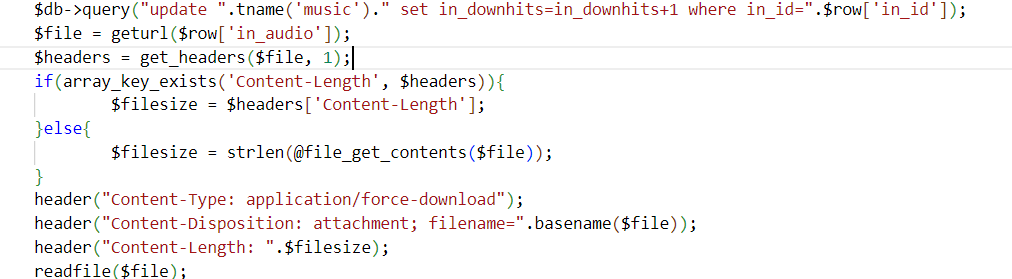 $db->query("update ".tname('music')." set in_downhits=in_downhits+1 where in_id=".$row['in_id']);
$file = geturl($row['in_audio']);
$headers = get_headers($file, 1);
if(array_key_exists('Content-Length', $headers)){
        $filesize = $headers['Content-Length'];
}else{
        $filesize = strlen(@file_get_contents($file));
}
header("Content-Type: application/force-download");
header("Content-Disposition: attachment; filename=".basename($file));
header("Content-Length: ".$filesize);
readfile($file);